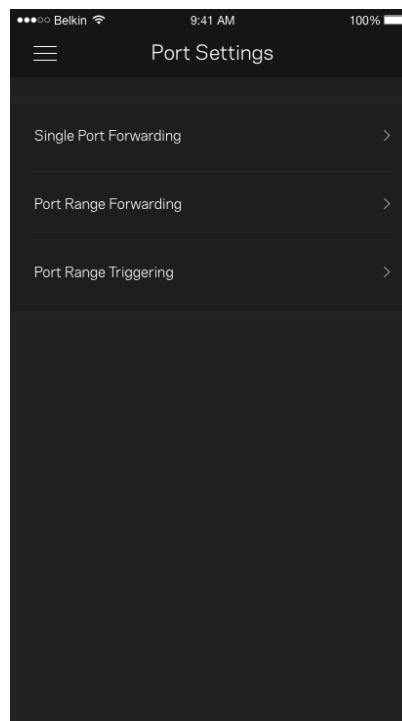 Belkin 9:41 AM 100%
Port Settings
Single Port Forwarding
Port Range Forwarding
Port Range Triggering